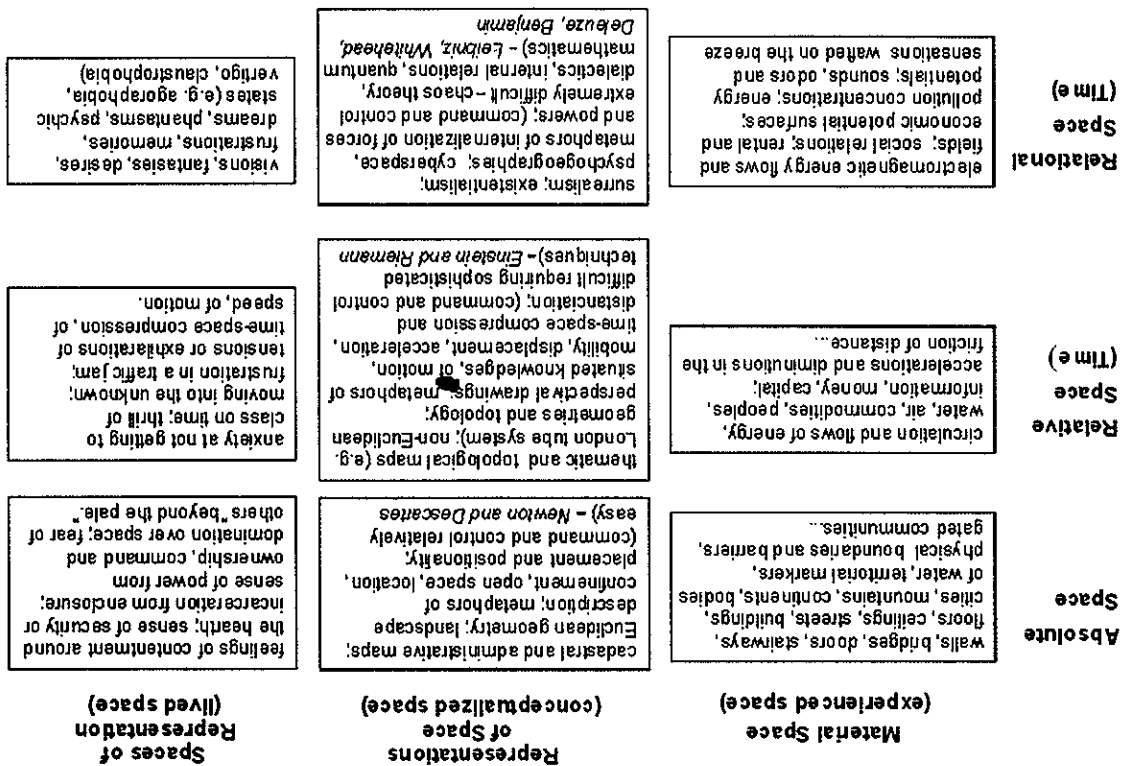 Material Space
(experienced space)
Representations
of Space
(conceptualized space)
Spaces of
Representation
(lived space)
Absolute
Space
walls, bridges, doors, stairways,
floors, ceilings, streets, buildings,
cities, mountains, continents, bodies
of water, territorial markers,
physical boundaries and barriers,
gated communities...
cadastral and administrative maps;
Euclidean geometry; landscape
description; metaphors of
confinement, open space, location,
placement and positionality;
(command and control relatively
easy) – Newton and Descartes
feelings of contentment around
the hearth; sense of security or
incarceration from enclosure;
sense of power from
ownership, command and
domination over space; fear of
others "beyond the pale."
Relative
Space
(Time)
circulation and flows of energy,
water, air, commodities, peoples,
information, money, capital;
accelerations and diminutions in the
friction of distance...
thematic and topological maps (e.g.
London tube system); non-Euclidean
geometries and topology;
perspectival drawings; metaphors of
situated knowledges, of motion,
mobility, displacement, acceleration,
time-space compression and
distanciation; (command and control
difficult requiring sophisticated
techniques) – Einstein and Riemann
anxiety at not getting to
class on time; thrill of
moving into the unknown;
frustration in a traffic jam;
tensions or exhilarations of
time-space compression, of
speed, of motion.
Relational
Space
(Time)
electromagnetic energy flows and
fields; social relations; rental and
economic potential surfaces;
pollution concentrations; energy
potentials; sounds, odors and
sensations wafted on the breeze
surrealism; existentialism;
psychogeographies; cyberspace,
metaphors of internalization of forces
and powers; (command and control
extremely difficult – chaos theory,
dialectics, internal relations, quantum
mathematics) – Leibniz, Whitehead,
Deleuze, Benjamin
visions, fantasies, desires,
frustrations, memories,
dreams, phantasms, psychic
states (e.g. agoraphobia,
vertigo, claustrophobia)